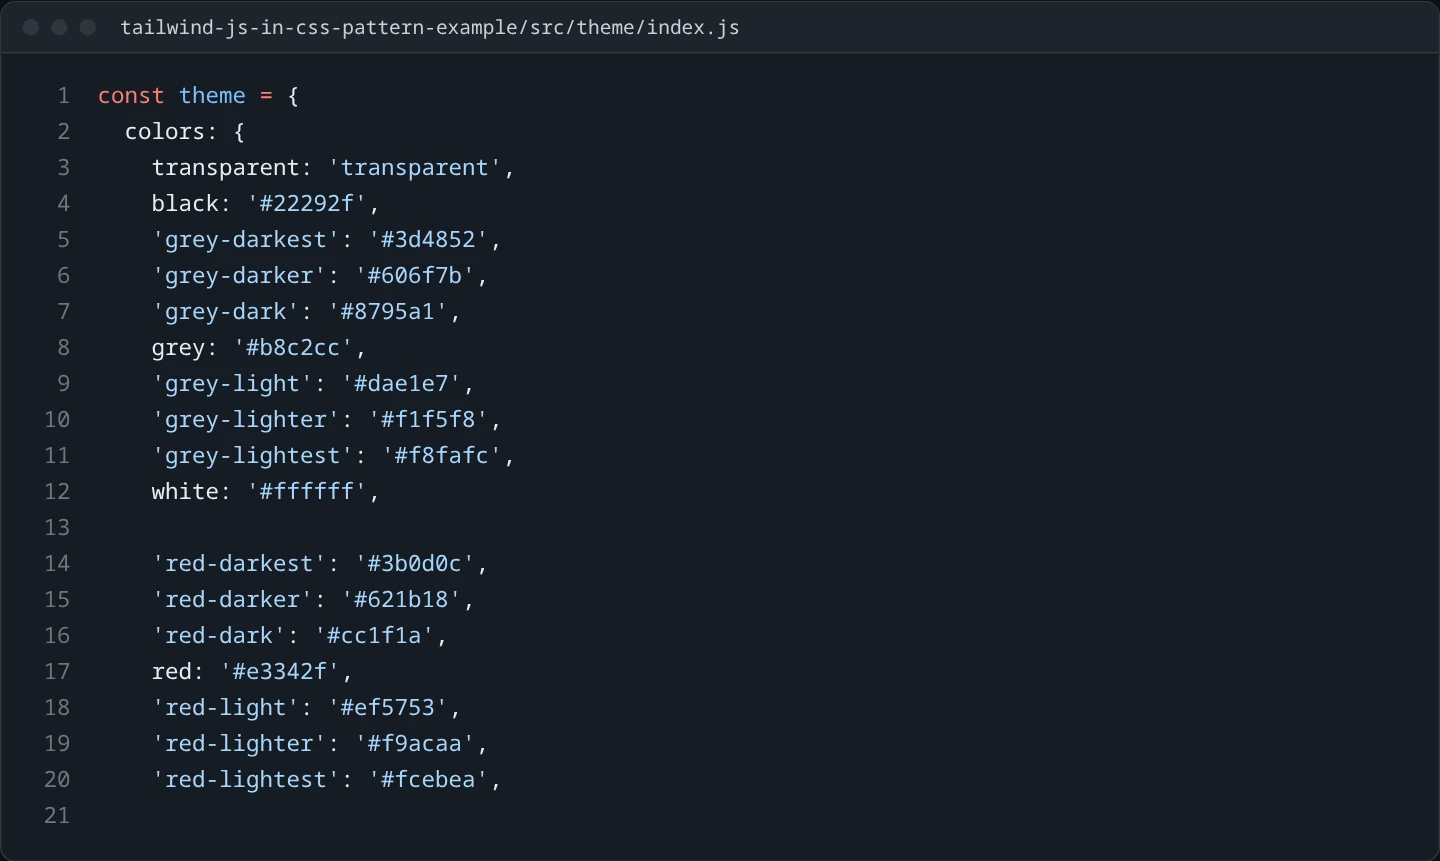 tailwind-js-in-css-pattern-example/src/theme/index.js
1 const theme = {
2   colors: {
3     transparent: 'transparent',
4     black: '#22292f',
5     'grey-darkest': '#3d4852',
6     'grey-darker': '#606f7b',
7     'grey-dark': '#8795a1',
8     grey: '#b8c2cc',
9     'grey-light': '#dae1e7',
10     'grey-lighter': '#f1f5f8',
11     'grey-lightest': '#f8fafc',
12     white: '#ffffff',
13
14     'red-darkest': '#3b0d0c',
15     'red-darker': '#621b18',
16     'red-dark': '#cc1f1a',
17     red: '#e3342f',
18     'red-light': '#ef5753',
19     'red-lighter': '#f9acaa',
20     'red-lightest': '#fcebea',
21